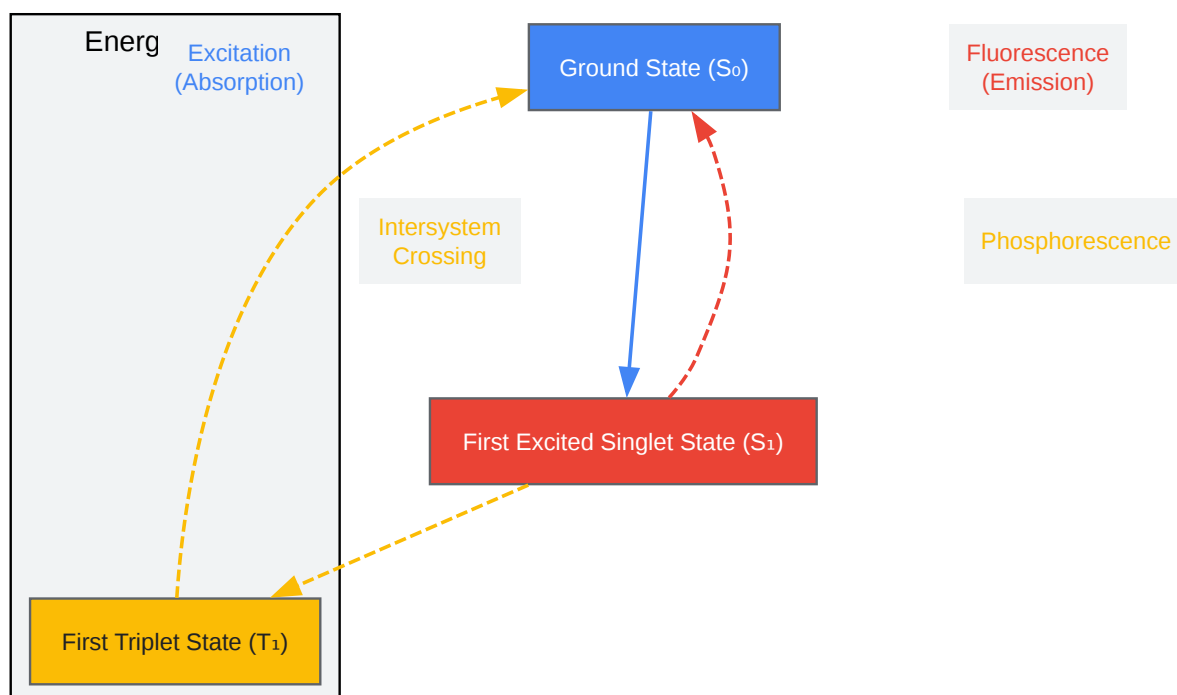 Energ
Excitation
(Absorption)
Ground State (S₀)
Fluorescence
(Emission)
Intersystem
Crossing
Phosphorescence
First Excited Singlet State (S₁)
First Triplet State (T₁)